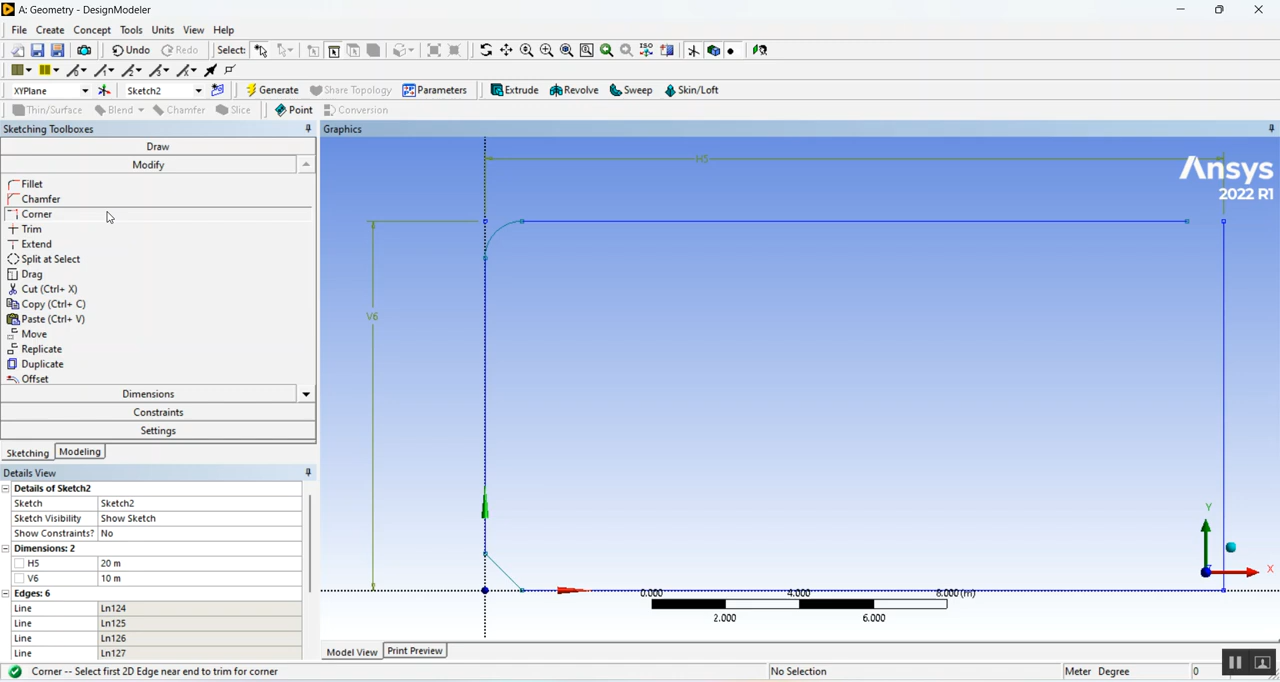 A: Geometry - DesignModeler
File Create Concept Tools Units View Help
Undo Redo Select:
XYPlane Sketch2 Generate Share Topology Parameters Extrude Revolve Sweep Skin/Loft
Thin/Surface Blend Chamfer Slice Point Conversion
Sketching Toolboxes
Draw
Modify
Fillet
Chamfer
Corner
Trim
Extend
Split at Select
Drag
Cut (Ctrl+ X)
Copy (Ctrl+ C)
Paste (Ctrl+ V)
Move
Replicate
Duplicate
Offset
Dimensions
Constraints
Settings
Sketching Modeling
Details View
Details of Sketch2
Sketch Sketch2
Sketch Visibility Show Sketch
Show Constraints? No
Dimensions: 2
H5 20 m
V6 10 m
Edges: 6
Line Ln124
Line Ln125
Line Ln126
Line Ln127
Graphics
H5
Ansys
2022 R1
V6
Y
X
0.000 4.000 8.000 (m)
2.000 6.000
Model View Print Preview
Corner -- Select first 2D Edge near end to trim for corner No Selection Meter Degree 0